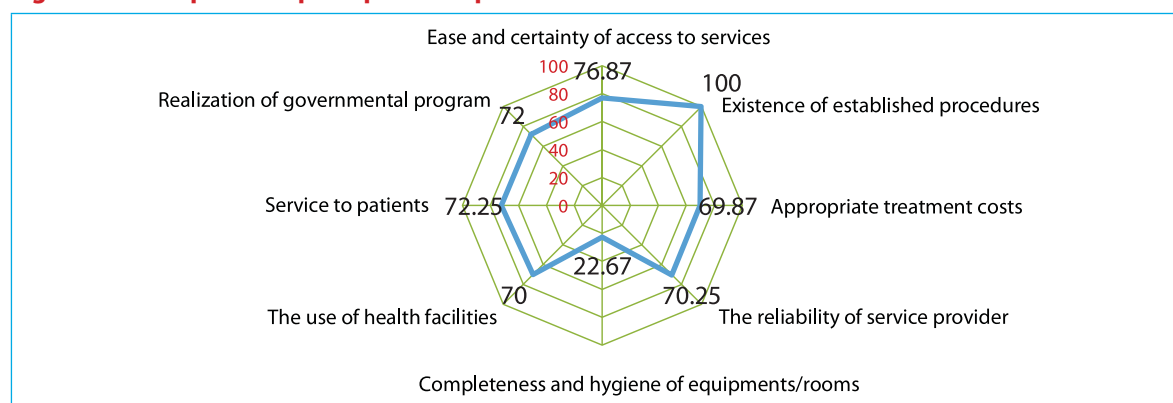 Ease and certainty of access to services
100
76.87
100
80
Realization of governmental program
72
Existence of established procedures
60
40
20
Service to patients
72.25
0
69.87
Appropriate treatment costs
22.67
70
70.25
The use of health facilities
The reliability of service provider
Completeness and hygiene of equipments/rooms